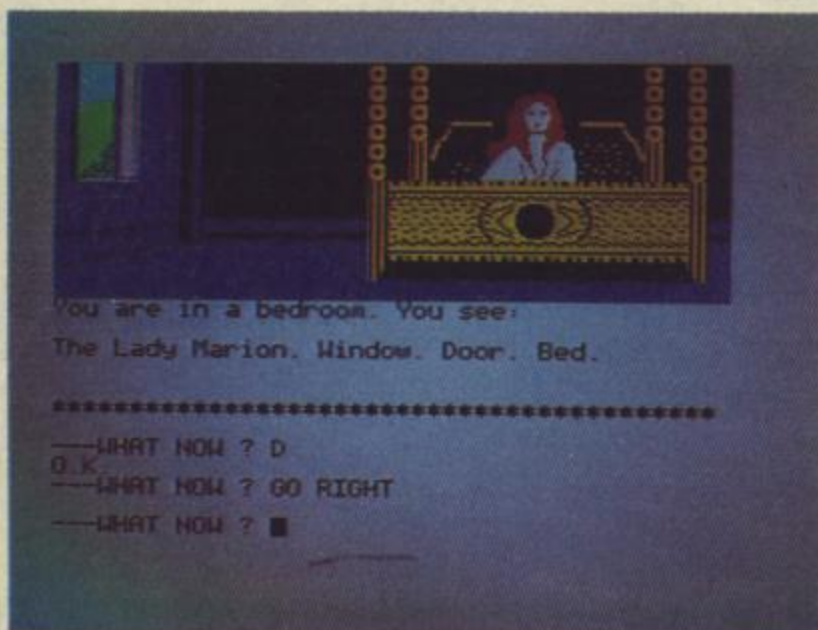 You are in a bedroom. You see:
The Lady Marion. Window. Door. Bed.
*******************************************
---WHAT NOW ? D
O.K.
---WHAT NOW ? GO RIGHT
---WHAT NOW ?